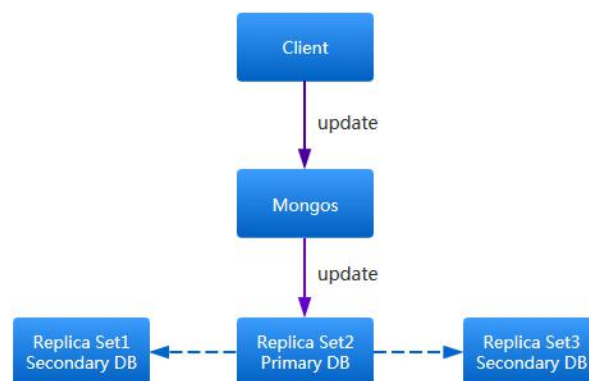 Client
update
Mongos
update
Replica Set1
Secondary DB
Replica Set2
Primary DB
Replica Set3
Secondary DB